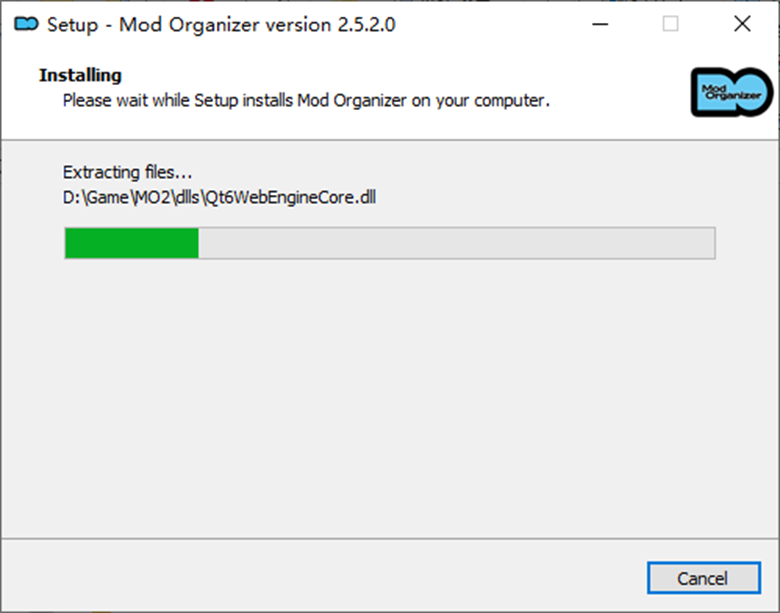 Setup - Mod Organizer version 2.5.2.0
Installing
Please wait while Setup installs Mod Organizer on your computer.
Mod
Organizer
Extracting files...
D:\Game\MO2\dlls\Qt6WebEngineCore.dll
Cancel